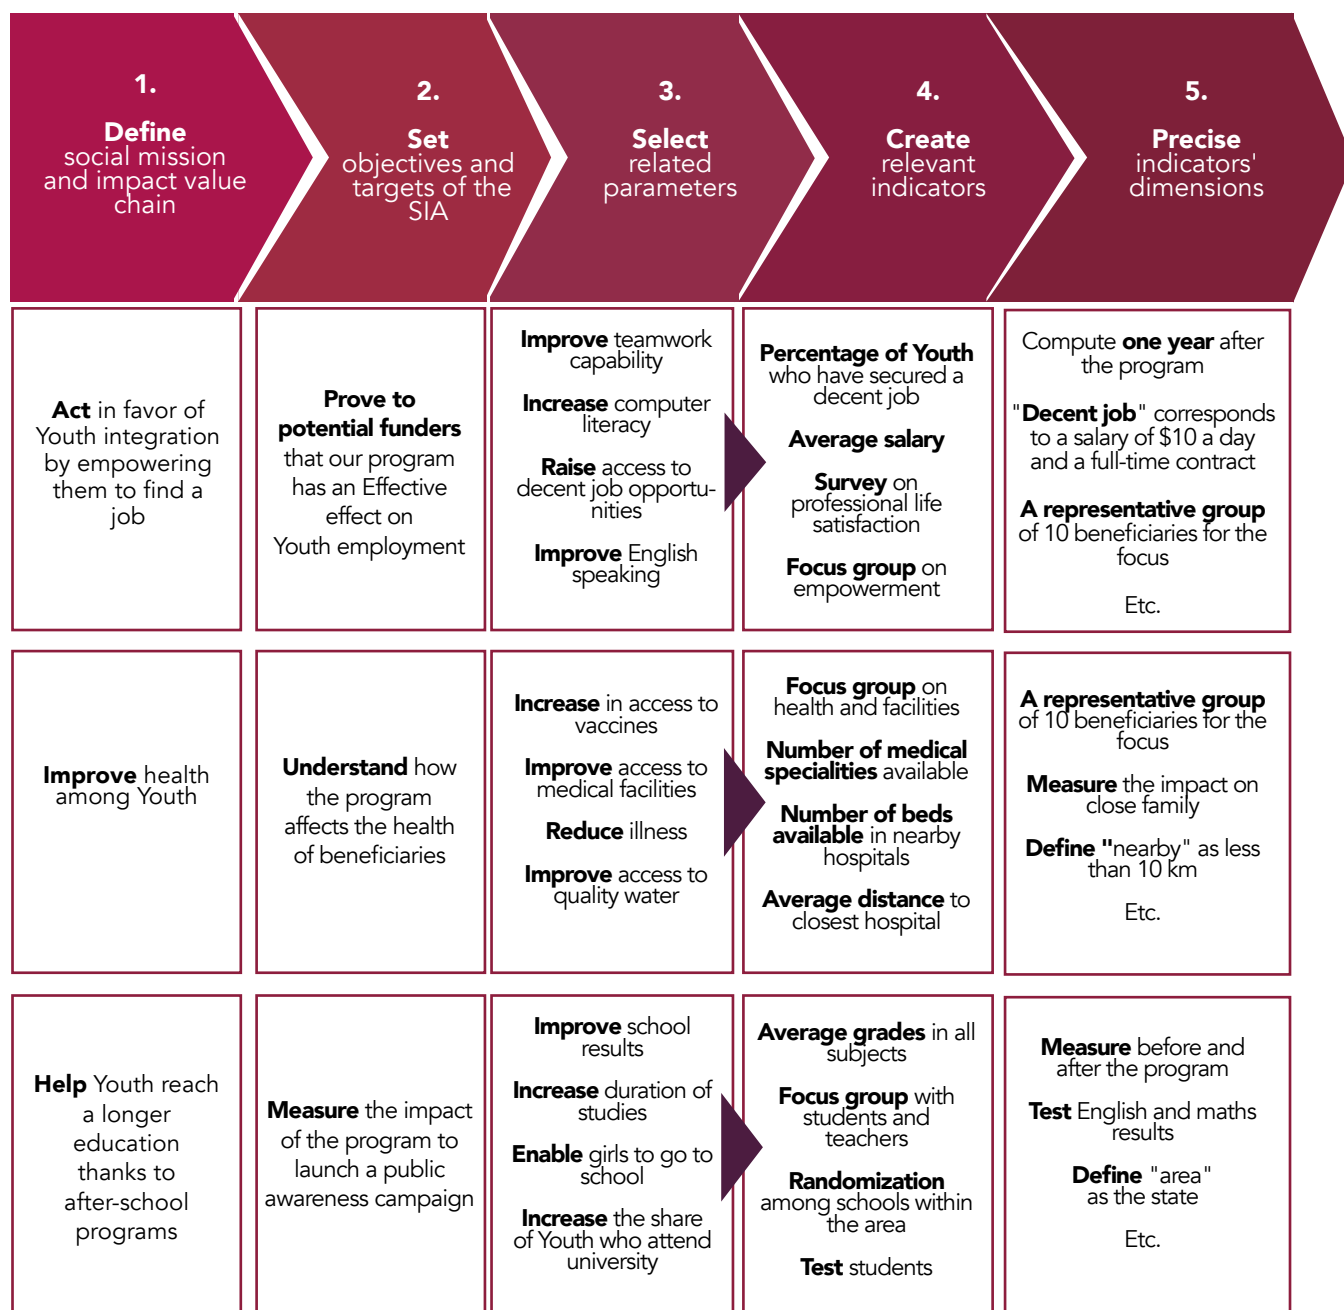 1.
Define
social mission
and impact value
chain
2.
Set
objectives and
targets of the
SIA
3.
Select
related
parameters
4.
Create
relevant
indicators
5.
Precise
indicators'
dimensions
Act in favor of
Youth integration
by empowering
them to find a
job
Prove to
potential funders
that our program
has an Effective
effect on
Youth employment
Improve teamwork
capability
Increase computer
literacy
Raise access to
decent job opportu-
nities
Improve English
speaking
Percentage of Youth
who have secured a
decent job
Average salary
Survey on
professional life
satisfaction
Focus group on
empowerment
Compute one year after
the program
"Decent job" corresponds
to a salary of $10 a day
and a full-time contract
A representative group
of 10 beneficiaries for the
focus
Etc.
Improve health
among Youth
Understand how
the program
affects the health
of beneficiaries
Increase in access to
vaccines
Improve access to
medical facilities
Reduce illness
Improve access to
quality water
Focus group on
health and facilities
Number of medical
specialities available
Number of beds
available in nearby
hospitals
Average distance to
closest hospital
A representative group
of 10 beneficiaries for the
focus
Measure the impact on
close family
Define "nearby" as less
than 10 km
Etc.
Help Youth reach
a longer
education
thanks to
after-school
programs
Measure the impact
of the program to
launch a public
awareness campaign
Improve school
results
Increase duration of
studies
Enable girls to go to
school
Increase the share
of Youth who attend
university
Average grades in all
subjects
Focus group with
students and
teachers
Randomization
among schools within
the area
Test students
Measure before and
after the program
Test English and maths
results
Define "area"
as the state
Etc.